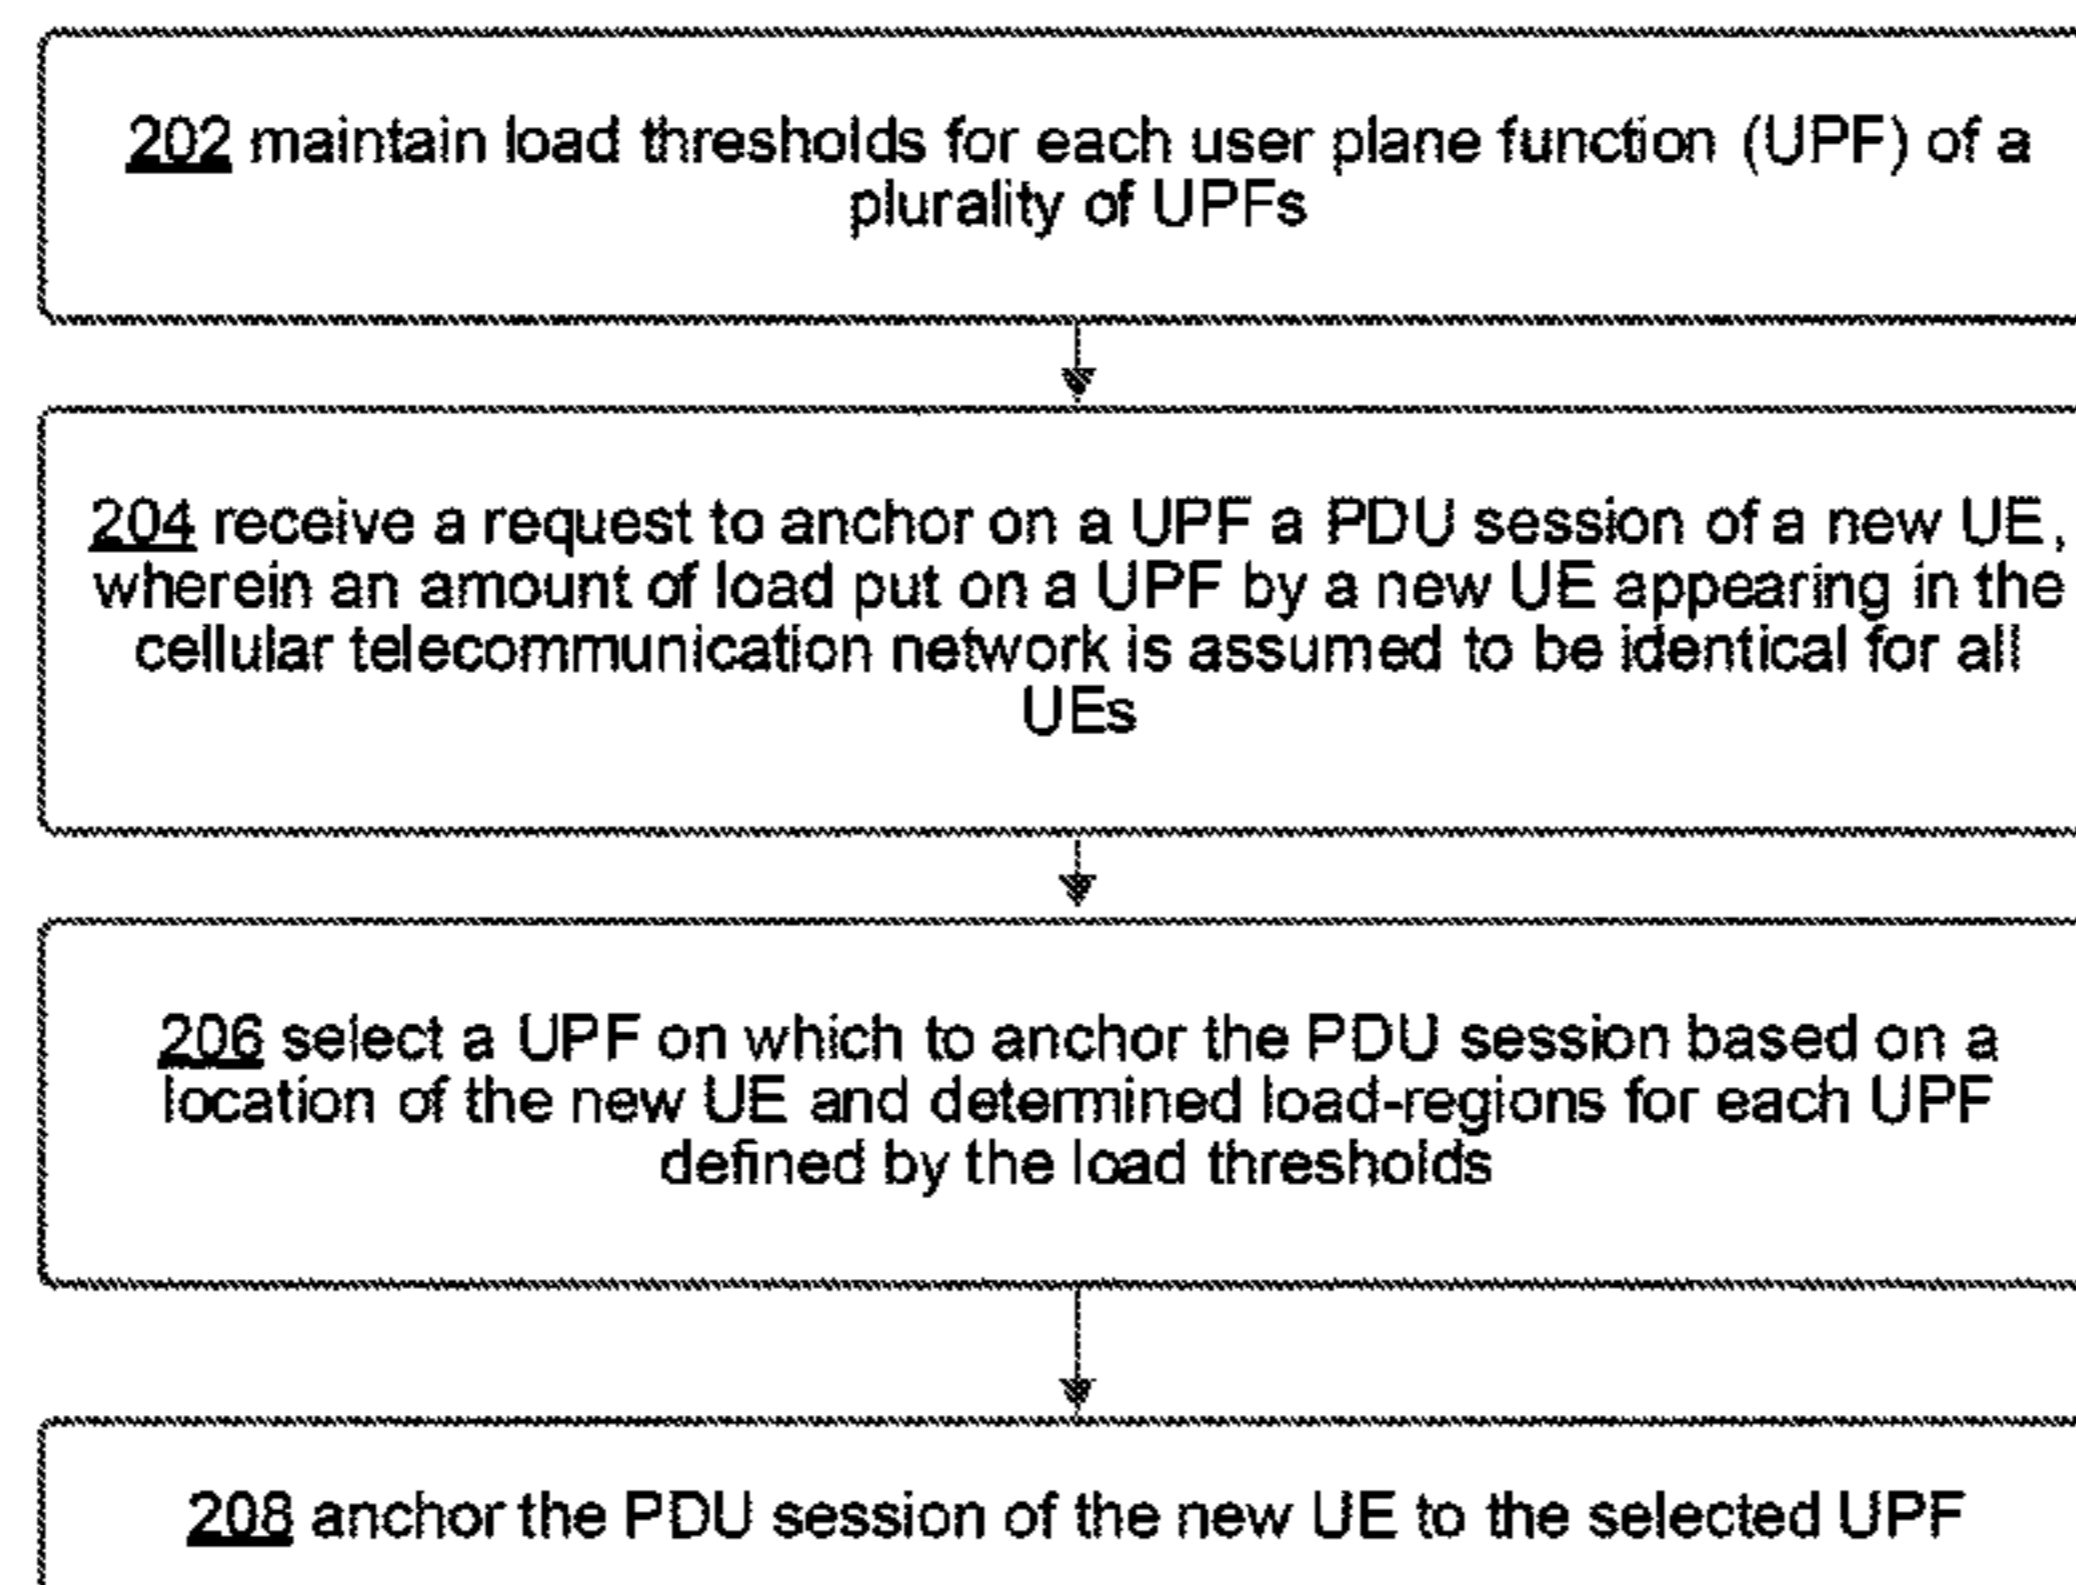 202 maintain load thresholds for each user plane function (UPF) of a
plurality of UPFs
204 receive a request to anchor on a UPF a PDU session of a new UE,
wherein an amount of load put on a UPF by a new UE appearing in the
cellular telecommunication network is assumed to be identical for all
UEs
206 select a UPF on which to anchor the PDU session based on a
location of the new UE and determined load-regions for each UPF
defined by the load thresholds
208 anchor the PDU session of the new UE to the selected UPF